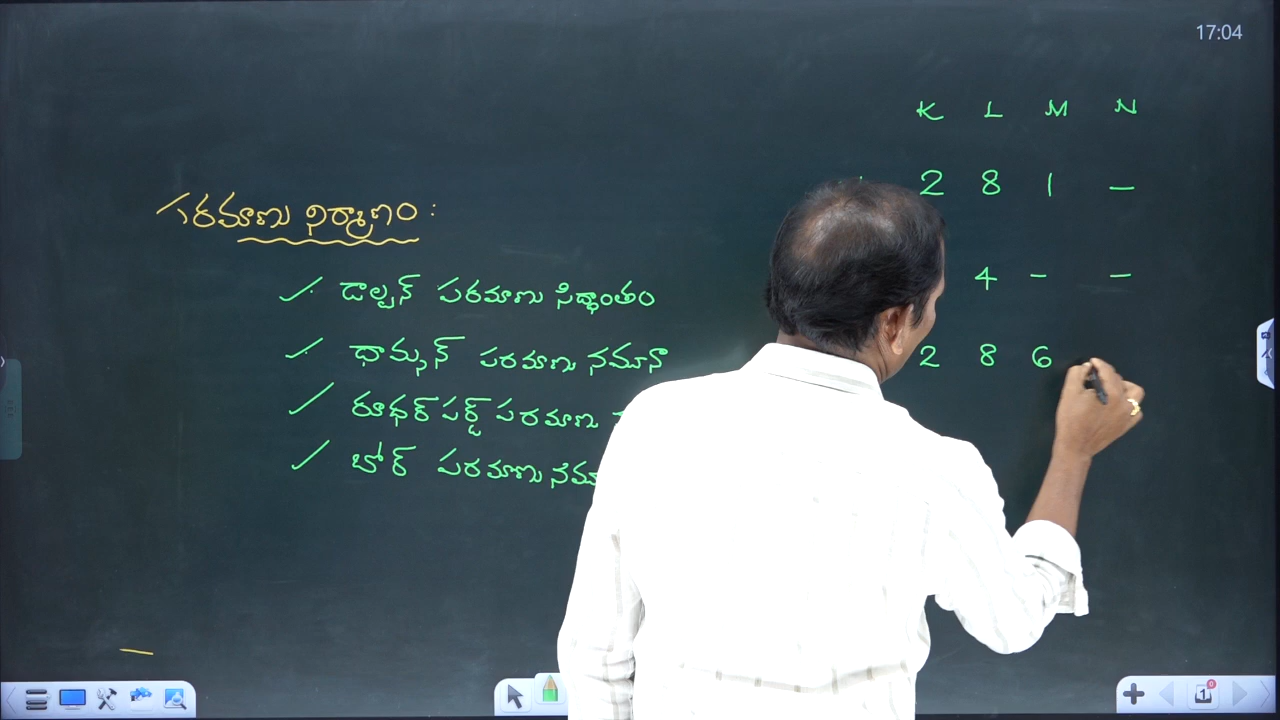 17:04
K L M N
2 8 1 —
పరమాణు నిర్మాణం :
4 - —
డాల్టన్ పరమాణు సిద్ధాంతం
థామ్సన్ పరమాణు నమూనా
2 8 6
రూథర్ ఫర్డ్ పరమాణు
బోర్ పరమాణు నమూ